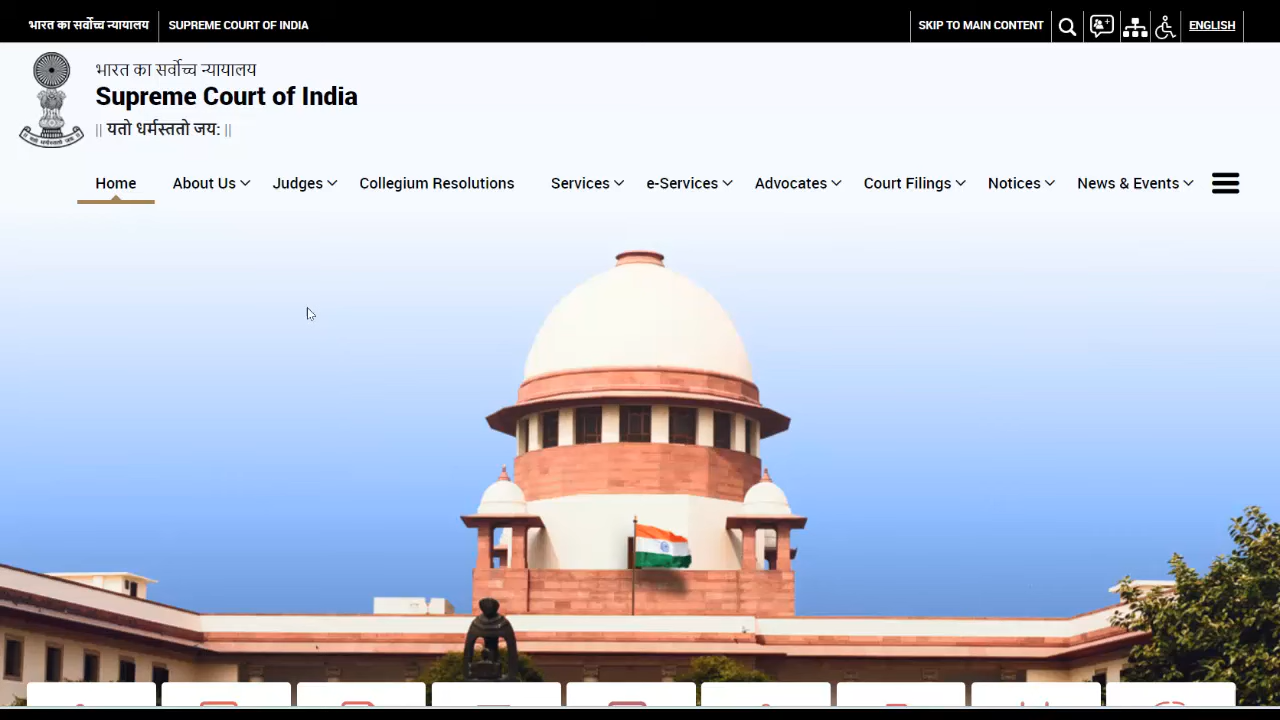 भारत का सर्वोच्च न्यायालय SUPREME COURT OF INDIA SKIP TO MAIN CONTENT ENGLISH
भारत का सर्वोच्च न्यायालय
Supreme Court of India
|| यतो धर्मस्ततो जय: ||
Home About Us Judges Collegium Resolutions Services e-Services Advocates Court Filings Notices News & Events